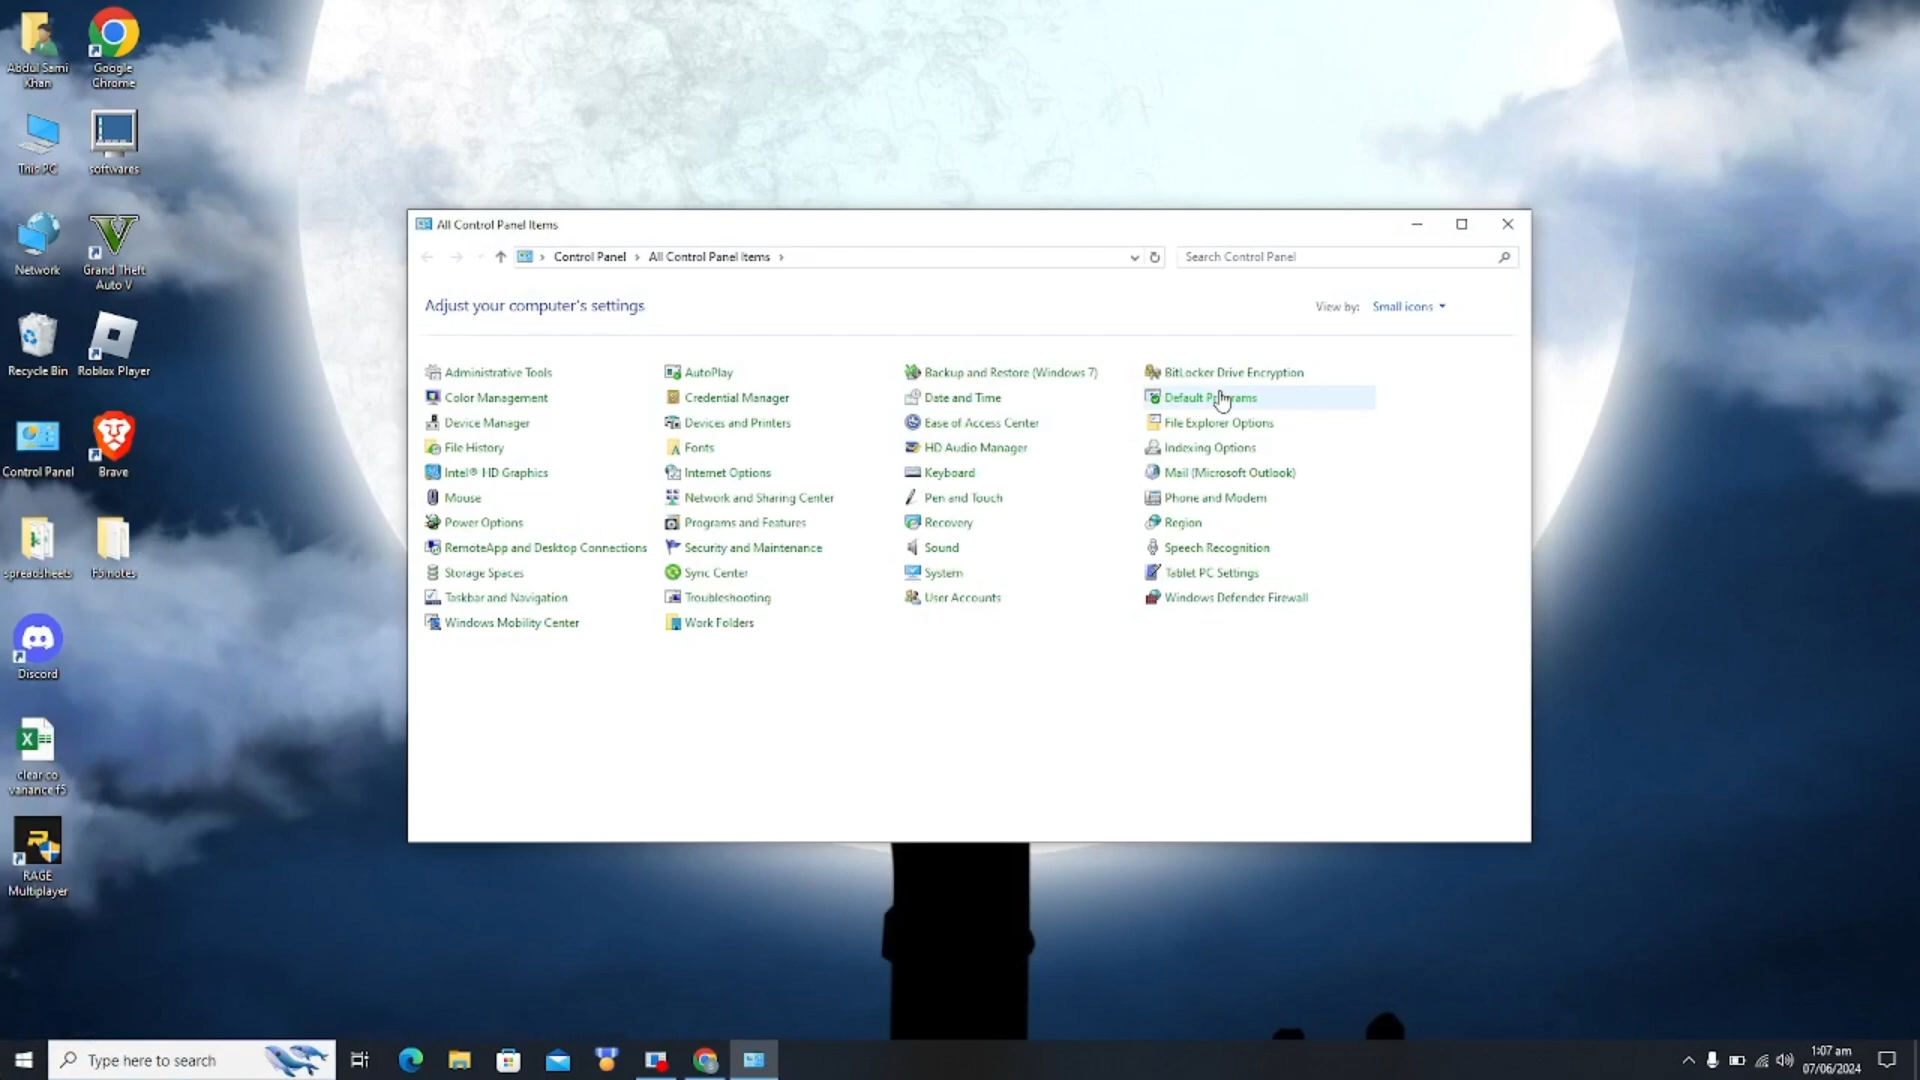 Abdul Sami
Khan
Google
Chrome
This PC
softwares
Network
Grand Theft
Auto V
Recycle Bin
Roblox Player
Control Panel
Brave
spreadsheets
F5notes
Discord
clear co
variance f5
RAGE
Multiplayer
All Control Panel Items
Control Panel
All Control Panel Items
Search Control Panel
Adjust your computer's settings
View by:
Small icons
Administrative Tools
AutoPlay
Backup and Restore (Windows 7)
BitLocker Drive Encryption
Color Management
Credential Manager
Date and Time
Default Programs
Device Manager
Devices and Printers
Ease of Access Center
File Explorer Options
File History
Fonts
HD Audio Manager
Indexing Options
Intel® HD Graphics
Internet Options
Keyboard
Mail (Microsoft Outlook)
Mouse
Network and Sharing Center
Pen and Touch
Phone and Modem
Power Options
Programs and Features
Recovery
Region
RemoteApp and Desktop Connections
Security and Maintenance
Sound
Speech Recognition
Storage Spaces
Sync Center
System
Tablet PC Settings
Taskbar and Navigation
Troubleshooting
User Accounts
Windows Defender Firewall
Windows Mobility Center
Work Folders
Type here to search
1:07 am
07/06/2024